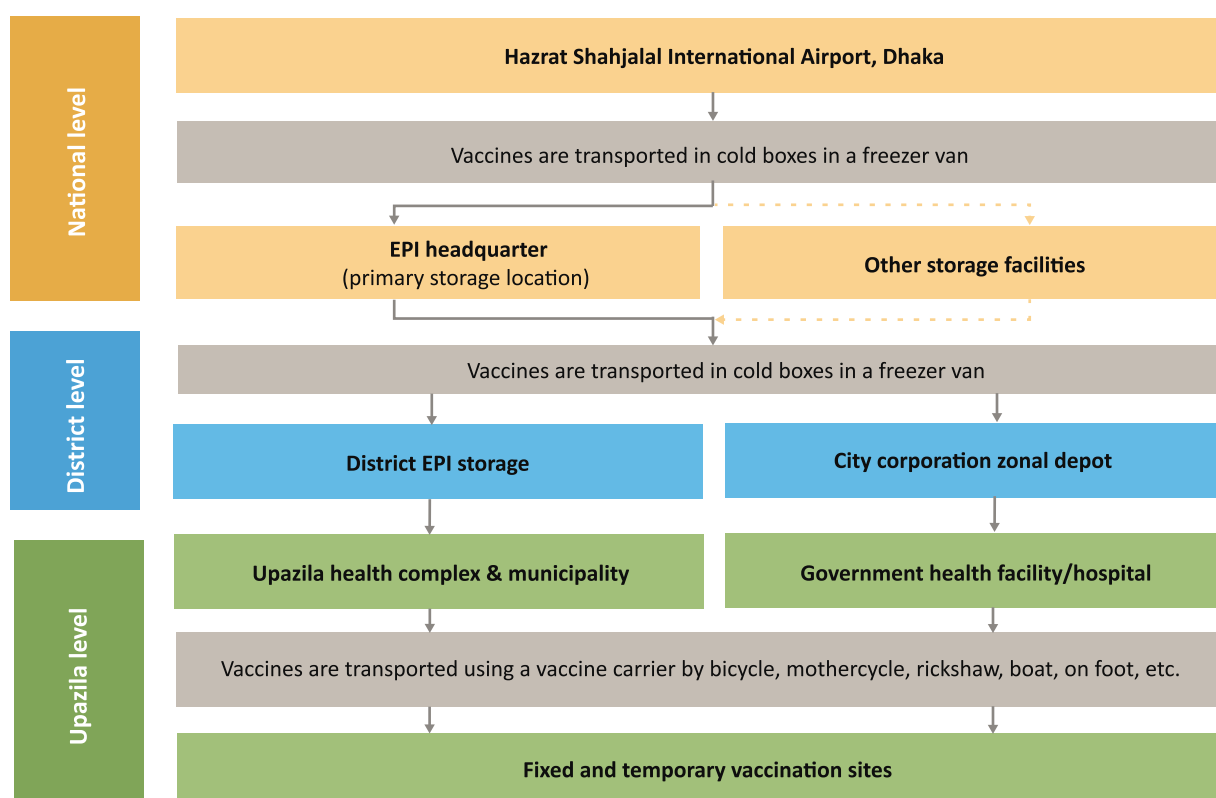 National level
Hazrat Shahjalal International Airport, Dhaka
Vaccines are transported in cold boxes in a freezer van
EPI headquarter
(primary storage location)
Other storage facilities
District level
Vaccines are transported in cold boxes in a freezer van
District EPI storage
City corporation zonal depot
Upazila level
Upazila health complex & municipality
Government health facility/hospital
Vaccines are transported using a vaccine carrier by bicycle, mothercycle, rickshaw, boat, on foot, etc.
Fixed and temporary vaccination sites